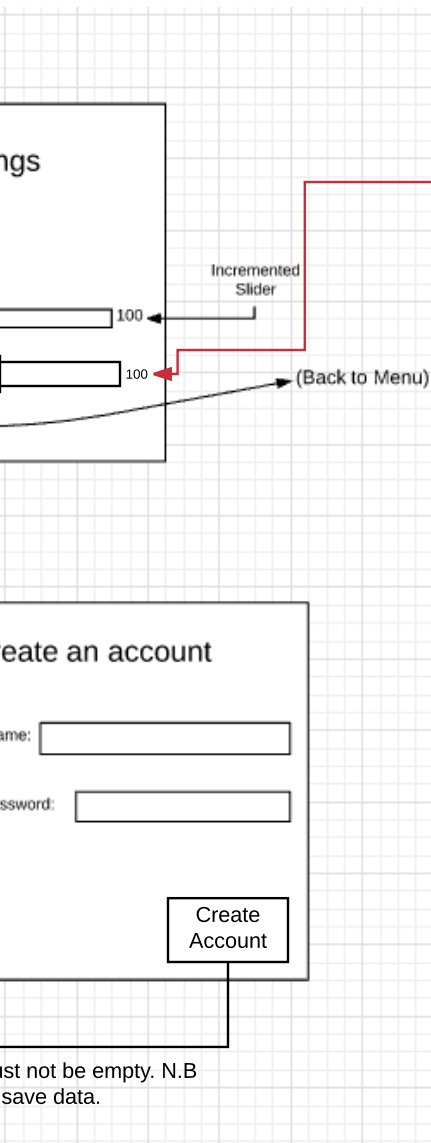 ngs
Incremented
Slider
100
100
(Back to Menu)
reate an account
ame:
ssword:
Create
Account
ust not be empty. N.B
save data.